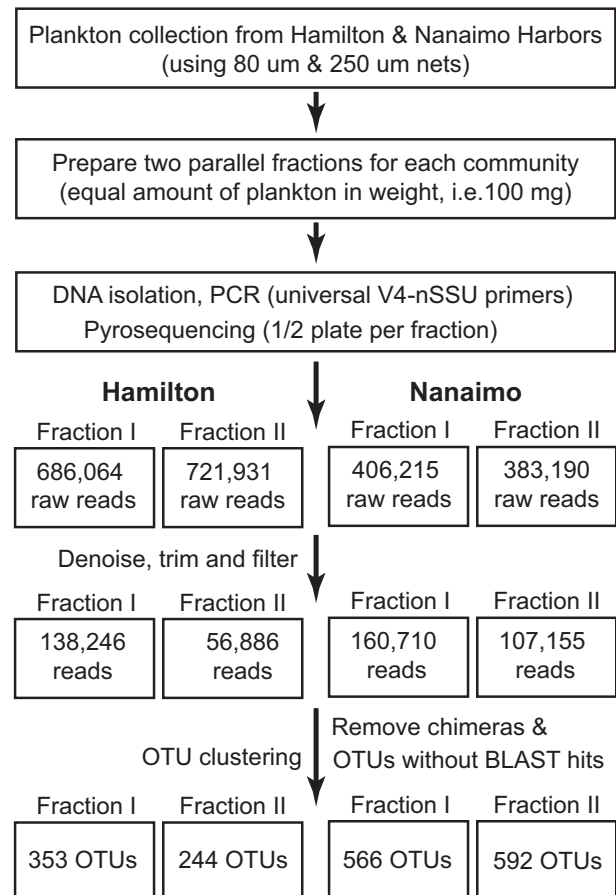 Plankton collection from Hamilton & Nanaimo Harbors
(using 80 um & 250 um nets)
Prepare two parallel fractions for each community
(equal amount of plankton in weight, i.e.100 mg)
DNA isolation, PCR (universal V4-nSSU primers)
Pyrosequencing (1/2 plate per fraction)
Hamilton
Nanaimo
Fraction I
Fraction II
Fraction I
Fraction II
686,064
raw reads
721,931
raw reads
406,215
raw reads
383,190
raw reads
Denoise, trim and filter
Fraction I
Fraction II
Fraction I
Fraction II
138,246
reads
56,886
reads
160,710
reads
107,155
reads
OTU clustering
Remove chimeras &
OTUs without BLAST hits
Fraction I
Fraction II
Fraction I
Fraction II
353 OTUs
244 OTUs
566 OTUs
592 OTUs